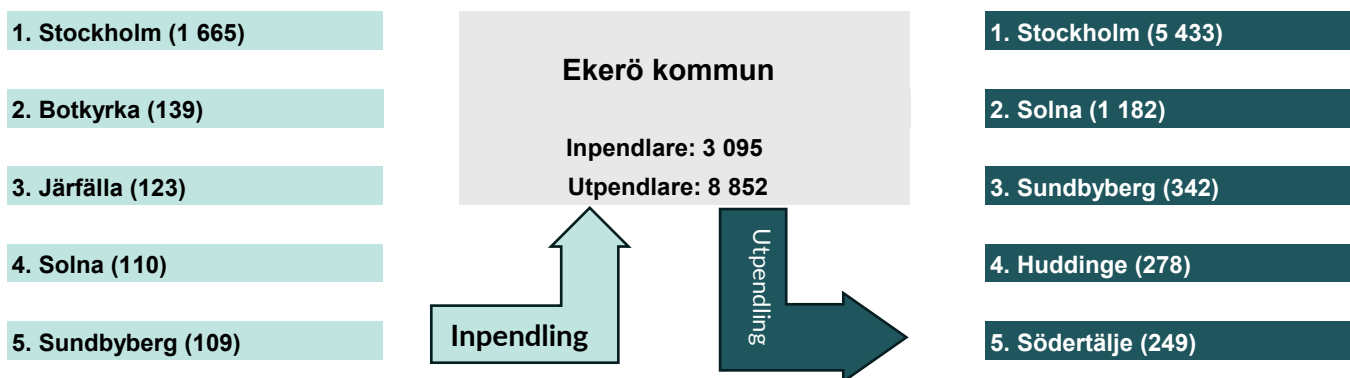 1. Stockholm (1 665)
2. Botkyrka (139)
3. Järfälla (123)
4. Solna (110)
5. Sundbyberg (109)
Ekerö kommun
Inpendlare: 3 095
Utpendlare: 8 852
Inpendling
Utpendling
1. Stockholm (5 433)
2. Solna (1 182)
3. Sundbyberg (342)
4. Huddinge (278)
5. Södertälje (249)